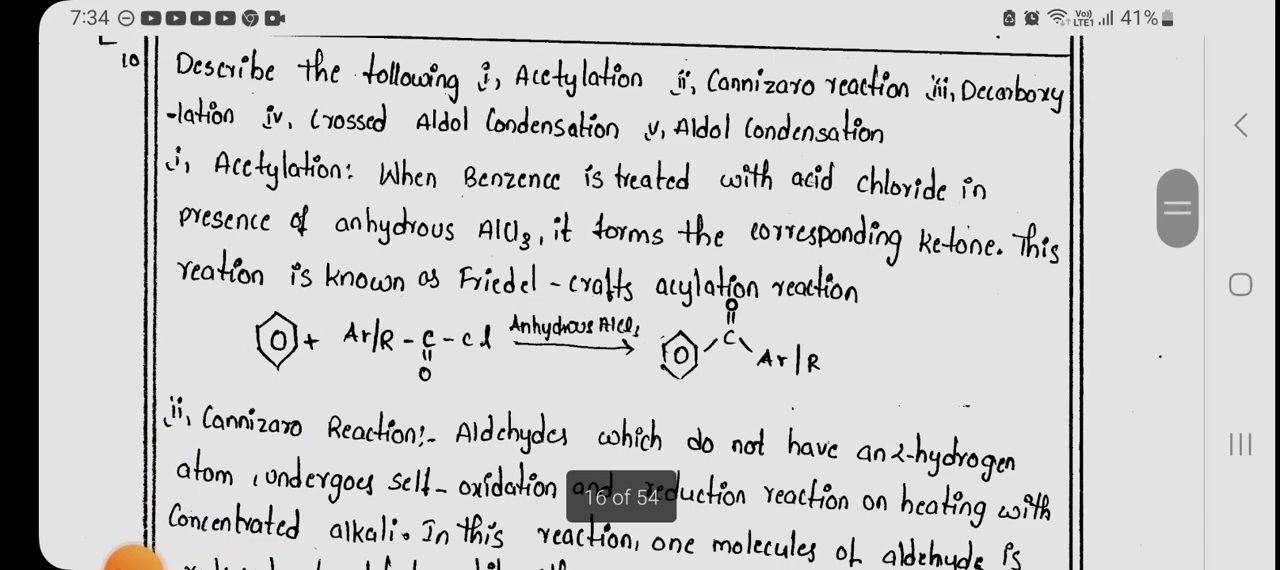 7:34
Vo)) LTE1 41%
10 Describe the following i, Acetylation ii, Cannizaro reaction iii, Decarboxy
-lation iv, Crossed Aldol Condensation v, Aldol Condensation
i, Acetylation: When Benzence is treated with acid chloride in
presence of anhydrous AlCl3, it forms the corresponding ketone. This
reation is known as Friedel-crafts acylation reaction
O
Anhydrous AlCl3
+ Ar/R - C - Cl C
O Ar/R
ii, Cannizaro Reaction:- Aldehydes which do not have an α-hydrogen
atom, undergoes self-oxidation and reduction reaction on heating with
16 of 54
Concentrated alkali. In this reaction, one molecules of aldehyde is